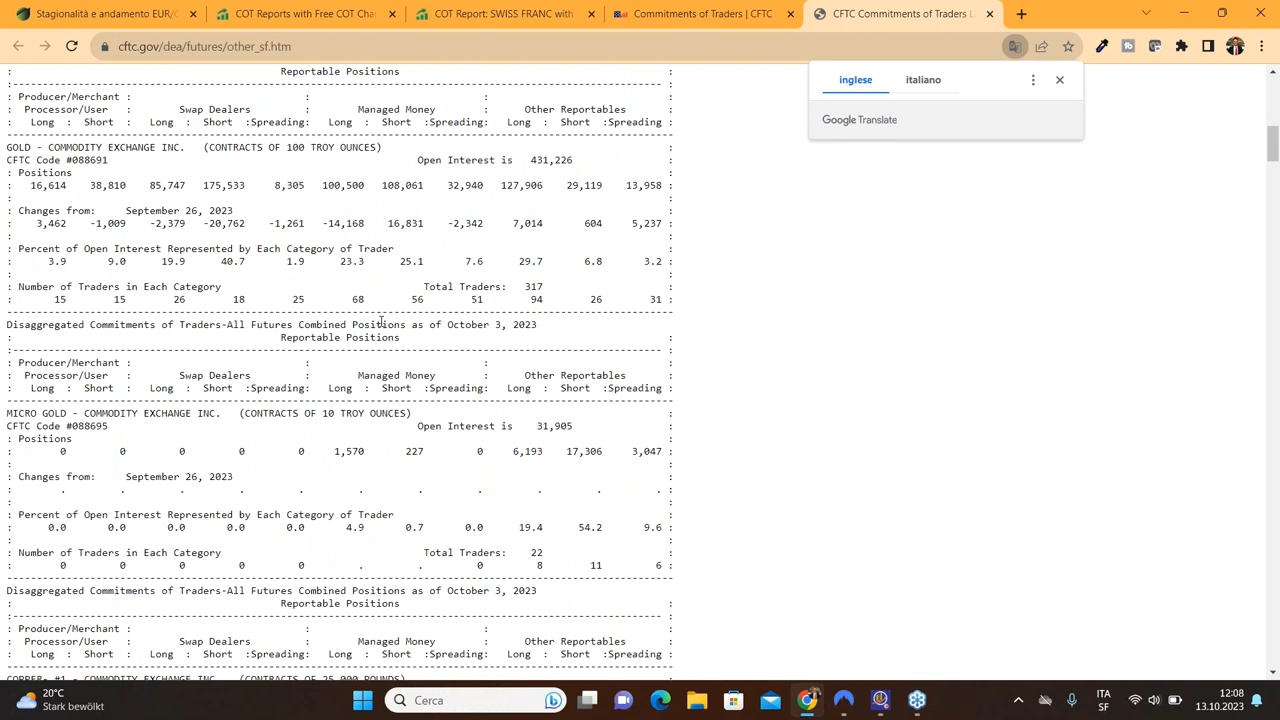 Stagionalità e andamento EUR/(
COT Reports with Free COT Cha
COT Report: SWISS FRANC with
Commitments of Traders | CFTC
CFTC Commitments of Traders L
cftc.gov/dea/futures/other_sf.htm
inglese italiano
Google Translate
: Reportable Positions :
:------------------------------------------------------------------------------------------------------------- :
: Producer/Merchant : : : :
: Processor/User : Swap Dealers : Managed Money : Other Reportables :
: Long : Short : Long : Short :Spreading: Long : Short :Spreading: Long : Short :Spreading :
----------------------------------------------------------------------------------------------------------------
GOLD - COMMODITY EXCHANGE INC. (CONTRACTS OF 100 TROY OUNCES) :
CFTC Code #088691 Open Interest is 431,226 :
: Positions :
: 16,614 38,810 85,747 175,533 8,305 100,500 108,061 32,940 127,906 29,119 13,958 :
: :
: Changes from: September 26, 2023 :
: 3,462 -1,009 -2,379 -20,762 -1,261 -14,168 16,831 -2,342 7,014 604 5,237 :
: :
: Percent of Open Interest Represented by Each Category of Trader :
: 3.9 9.0 19.9 40.7 1.9 23.3 25.1 7.6 29.7 6.8 3.2 :
: :
: Number of Traders in Each Category Total Traders: 317 :
: 15 15 26 18 25 68 56 51 94 26 31 :
----------------------------------------------------------------------------------------------------------------
Disaggregated Commitments of Traders-All Futures Combined Positions as of October 3, 2023
: Reportable Positions :
:------------------------------------------------------------------------------------------------------------- :
: Producer/Merchant : : : :
: Processor/User : Swap Dealers : Managed Money : Other Reportables :
: Long : Short : Long : Short :Spreading: Long : Short :Spreading: Long : Short :Spreading :
----------------------------------------------------------------------------------------------------------------
MICRO GOLD - COMMODITY EXCHANGE INC. (CONTRACTS OF 10 TROY OUNCES) :
CFTC Code #088695 Open Interest is 31,905 :
: Positions :
: 0 0 0 0 0 1,570 227 0 6,193 17,306 3,047 :
: :
: Changes from: September 26, 2023 :
: . . . . . . . . . . . :
: :
: Percent of Open Interest Represented by Each Category of Trader :
: 0.0 0.0 0.0 0.0 0.0 4.9 0.7 0.0 19.4 54.2 9.6 :
: :
: Number of Traders in Each Category Total Traders: 22 :
: 0 0 0 0 0 . . 0 8 11 6 :
----------------------------------------------------------------------------------------------------------------
Disaggregated Commitments of Traders-All Futures Combined Positions as of October 3, 2023
: Reportable Positions :
:------------------------------------------------------------------------------------------------------------- :
: Producer/Merchant : : : :
: Processor/User : Swap Dealers : Managed Money : Other Reportables :
: Long : Short : Long : Short :Spreading: Long : Short :Spreading: Long : Short :Spreading :
----------------------------------------------------------------------------------------------------------------
COPPER- #1 - COMMODITY EXCHANGE INC. (CONTRACTS OF 25,000 POUNDS) :
20°C
Stark bewölkt
Cerca
ITA
SF
12:08
13.10.2023